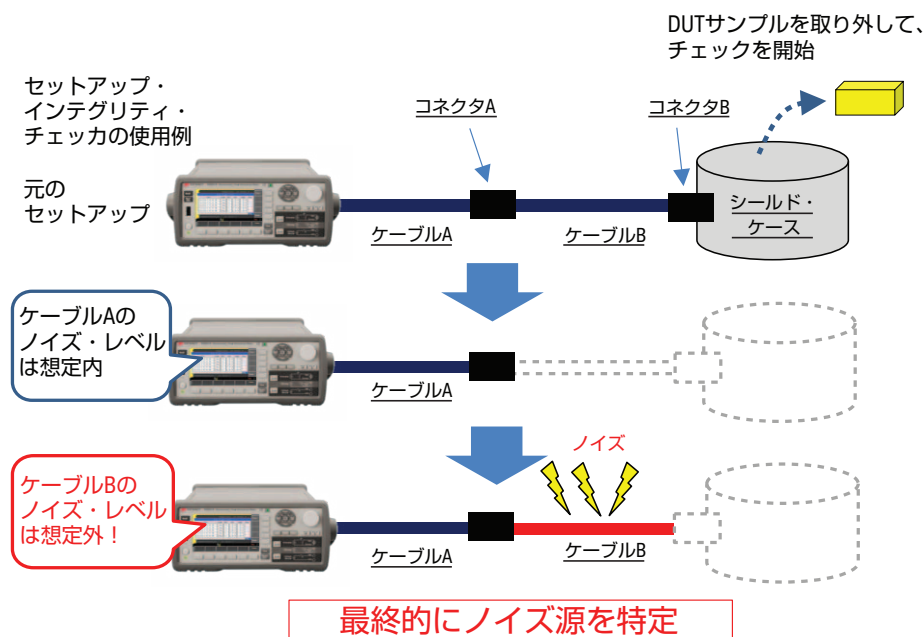 DUTサンプルを取り外して、
チェックを開始
セットアップ・
インテグリティ・
チェッカの使用例
元の
セットアップ
コネクタA
コネクタB
ケーブルA
ケーブルB
シールド・
ケース
ケーブルAの
ノイズ・レベル
は想定内
ケーブルA
ノイズ
ケーブルBの
ノイズ・レベル
は想定外！
ケーブルA
ケーブルB
最終的にノイズ源を特定